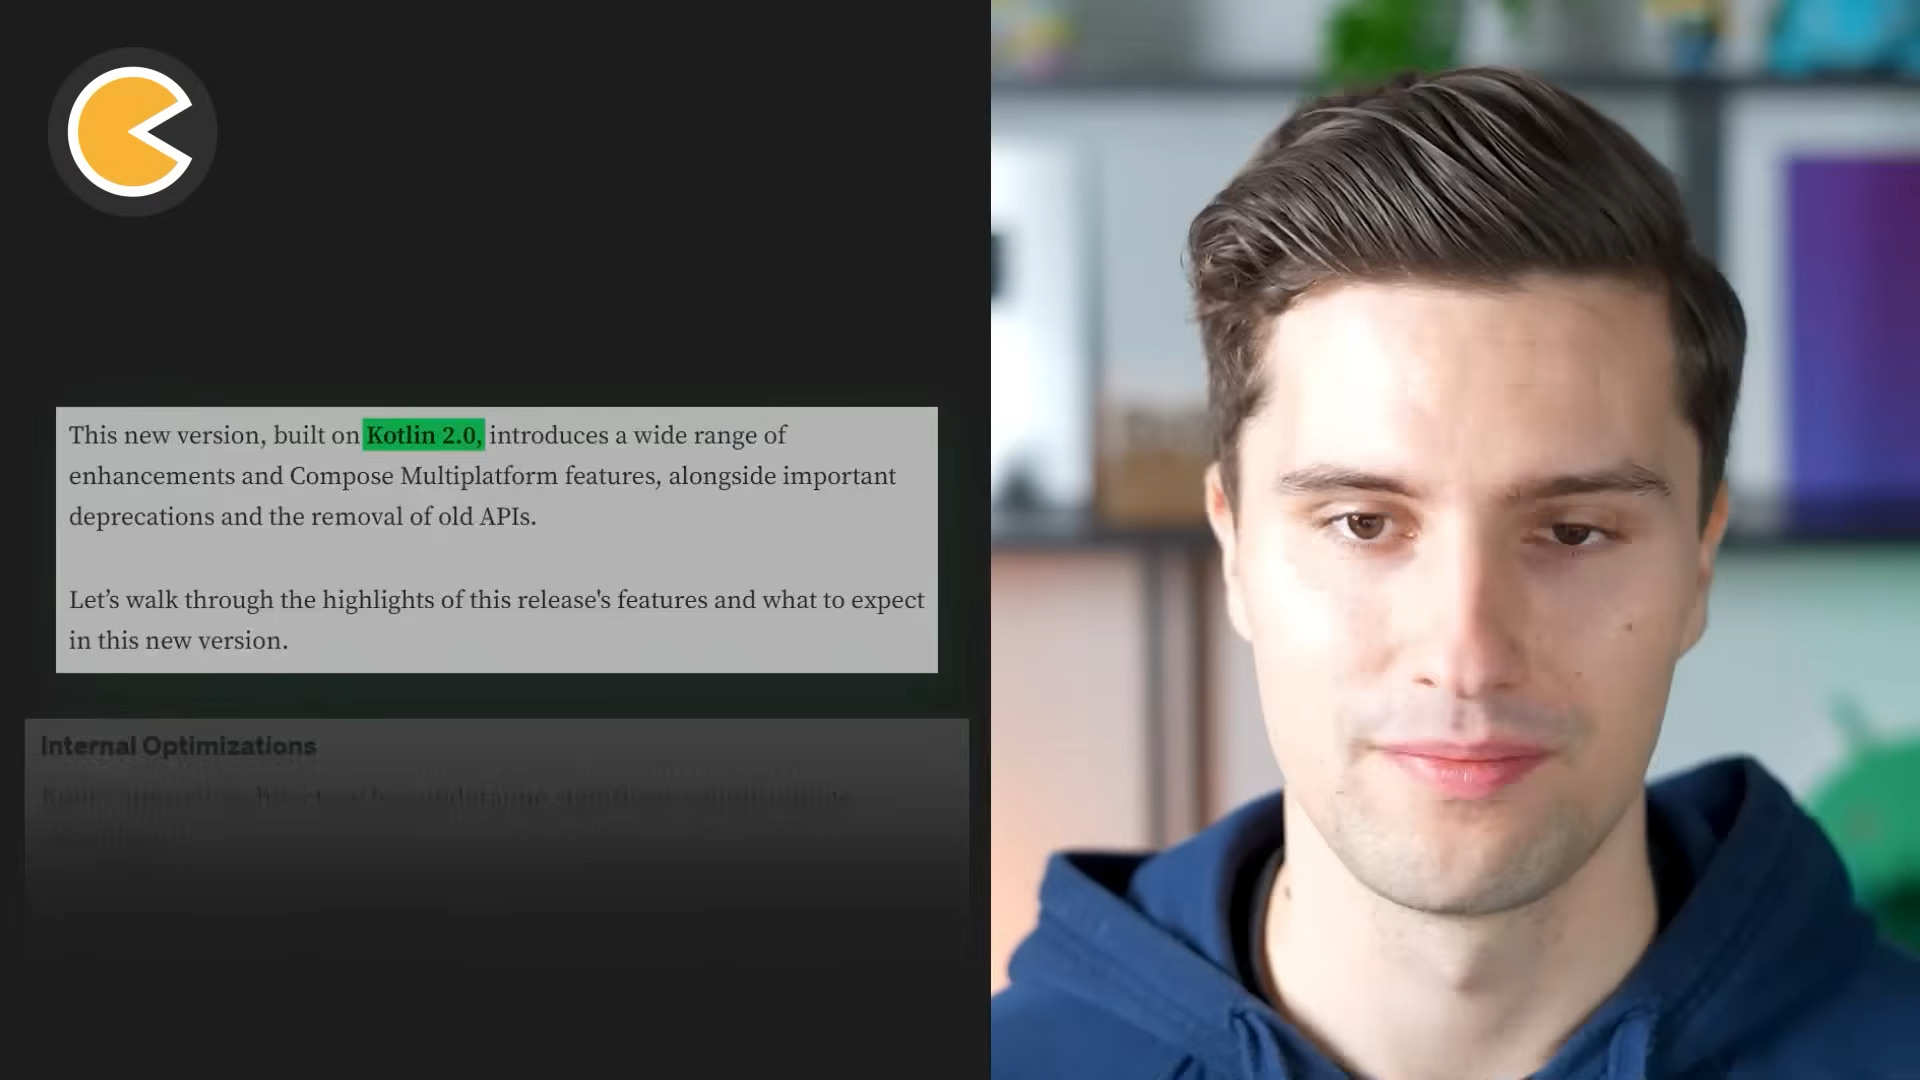 This new version, built on Kotlin 2.0, introduces a wide range of
enhancements and Compose Multiplatform features, alongside important
deprecations and the removal of old APIs.
Let’s walk through the highlights of this release's features and what to expect
in this new version.
Internal Optimizations